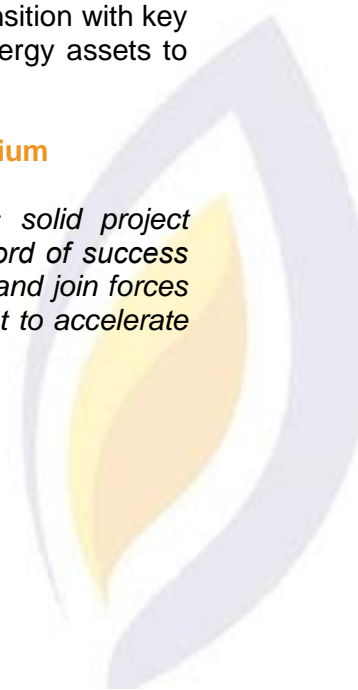 nsition with key
ergy assets to
ium
solid project
ord of success
and join forces
t to accelerate